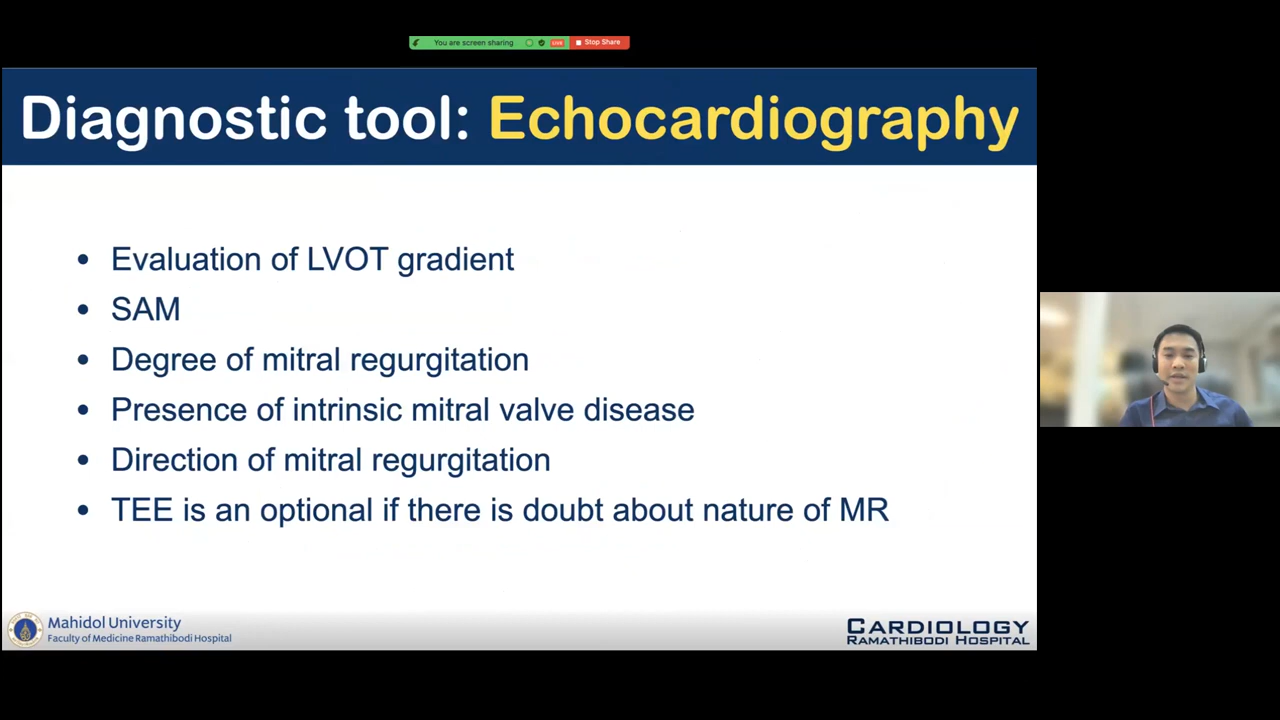 You are screen sharing
LIVE
Stop Share
Diagnostic tool: Echocardiography
• Evaluation of LVOT gradient
• SAM
• Degree of mitral regurgitation
• Presence of intrinsic mitral valve disease
• Direction of mitral regurgitation
• TEE is an optional if there is doubt about nature of MR
Mahidol University
Faculty of Medicine Ramathibodi Hospital
CARDIOLOGY
RAMATHIBODI HOSPITAL